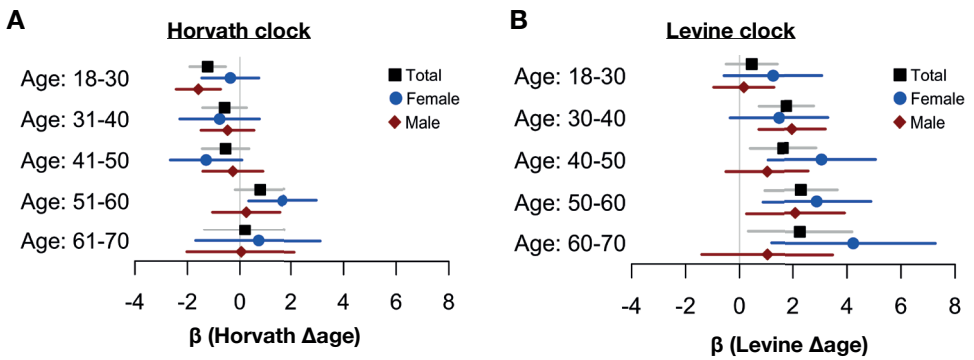 A
Horvath clock
Age: 18-30
Age: 31-40
Age: 41-50
Age: 51-60
Age: 61-70
Total
Female
Male
-4 -2 0 2 4 6 8
β (Horvath Δage)
B
Levine clock
Age: 18-30
Age: 30-40
Age: 40-50
Age: 50-60
Age: 60-70
Total
Female
Male
-4 -2 0 2 4 6 8
β (Levine Δage)